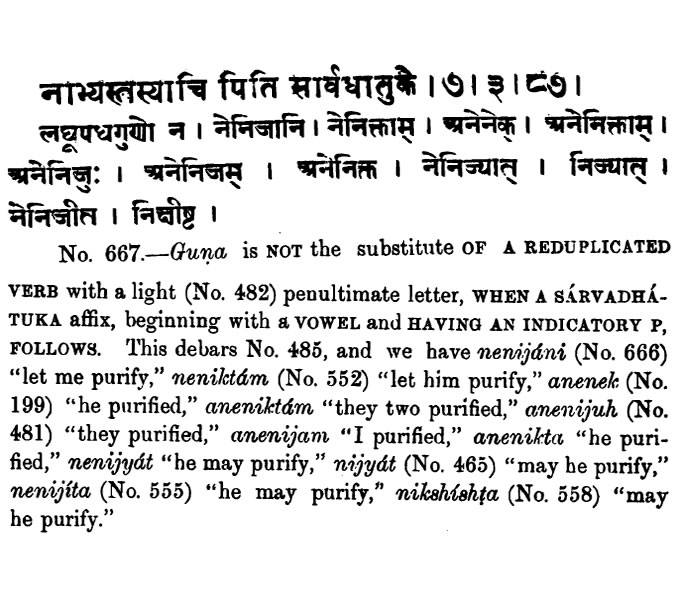 नाभ्यस्तस्याचि पिति सार्वधातुके । ७ । ३ । ८७ ।
लघूपधगुणो न । नेनिजानि । नेनिक्ताम् । अनेनेक् । अनेनिक्ताम् ।
अनेनिजुः । अनेनिजम् । अनेनिक्त । नेनिज्यात् । निज्यात् ।
नेनिजीत । निक्षीष्ट ।
No. 667.—Guṇa is NOT the substitute OF A REDUPLICATED
VERB with a light (No. 482) penultimate letter, WHEN A SÁRVADHÁ-
TUKA affix, beginning with a VOWEL and HAVING AN INDICATORY P,
FOLLOWS. This debars No. 485, and we have nenijáni (No. 666)
"let me purify," neniktám (No. 552) "let him purify," anenek (No.
199) "he purified," aneniktám "they two purified," anenijuh (No.
481) "they purified," anenijam "I purified," anenikta "he puri-
fied," nenijyát "he may purify," nijyát (No. 465) "may he purify,"
nenijíta (No. 555) "he may purify," nikshíshṭa (No. 558) "may
he purify."